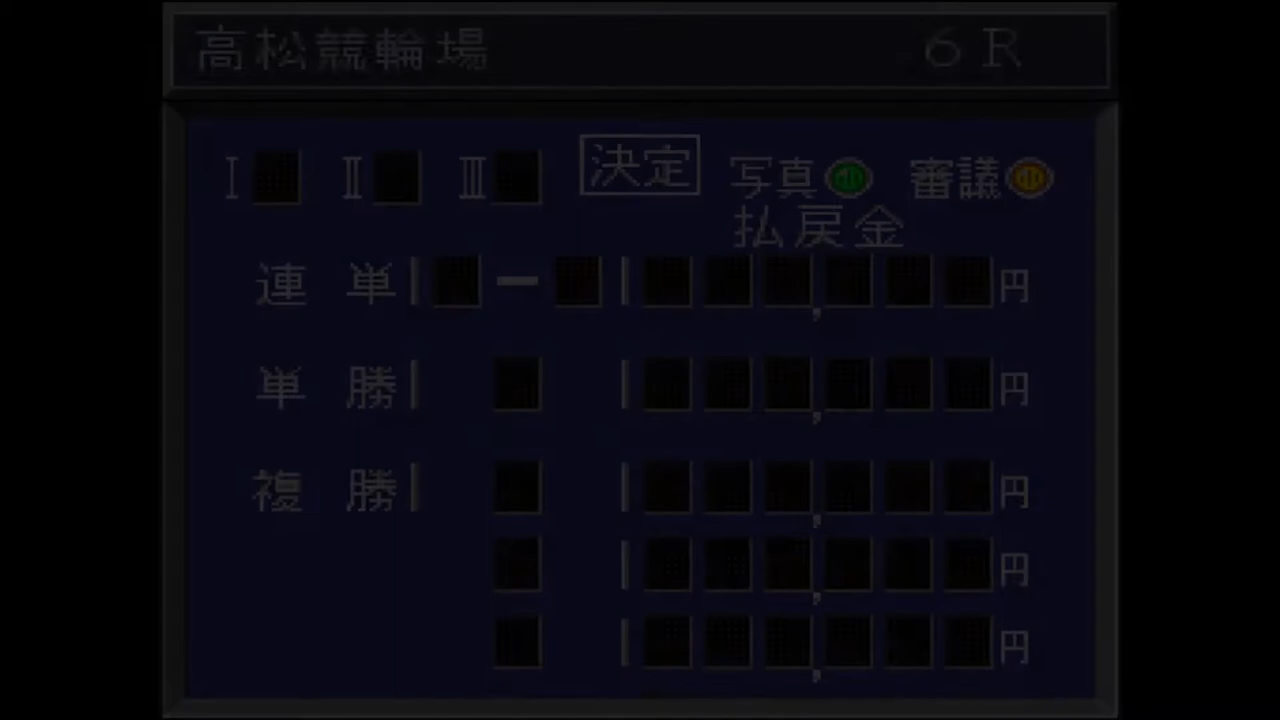 高松競輪場 6R
Ⅰ Ⅱ Ⅲ 決定 写真 審議
払戻金
連単 ー 円
単勝 円
複勝 円
円
円